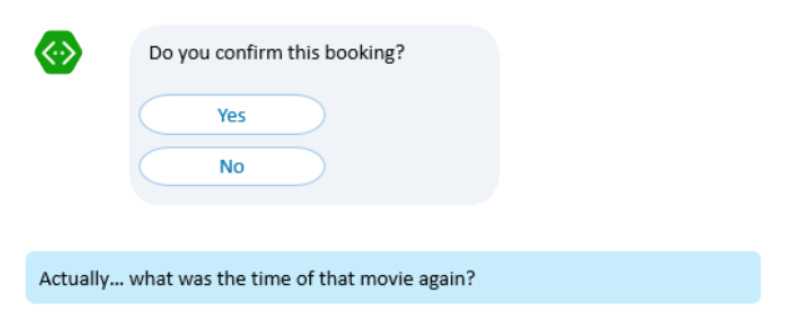 Do you confirm this booking?
Yes
No
Actually... what was the time of that movie again?